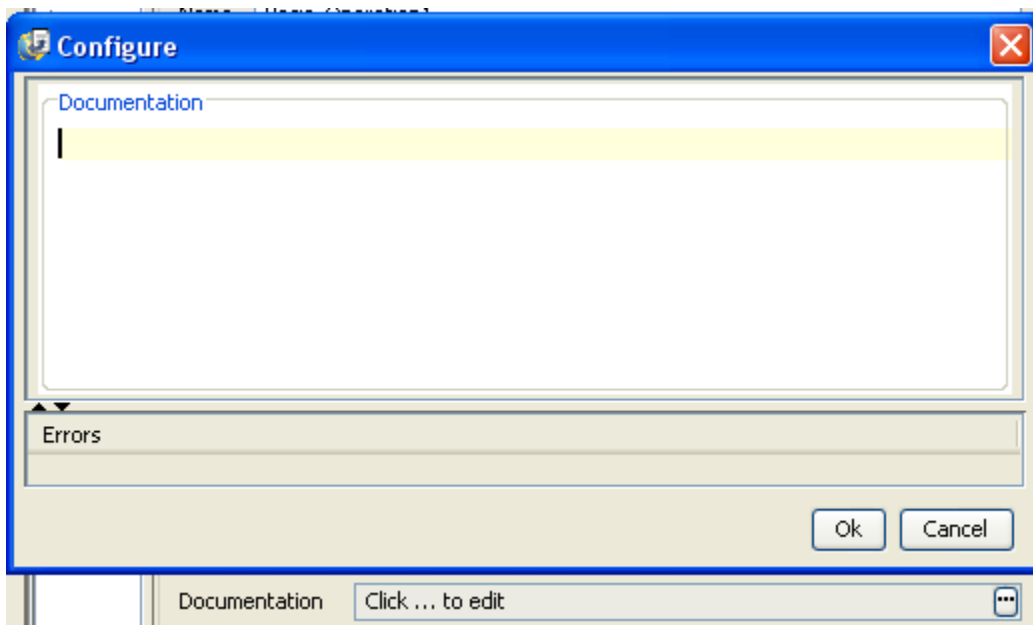 Configure
Documentation
Errors
Ok Cancel
Documentation Click ... to edit